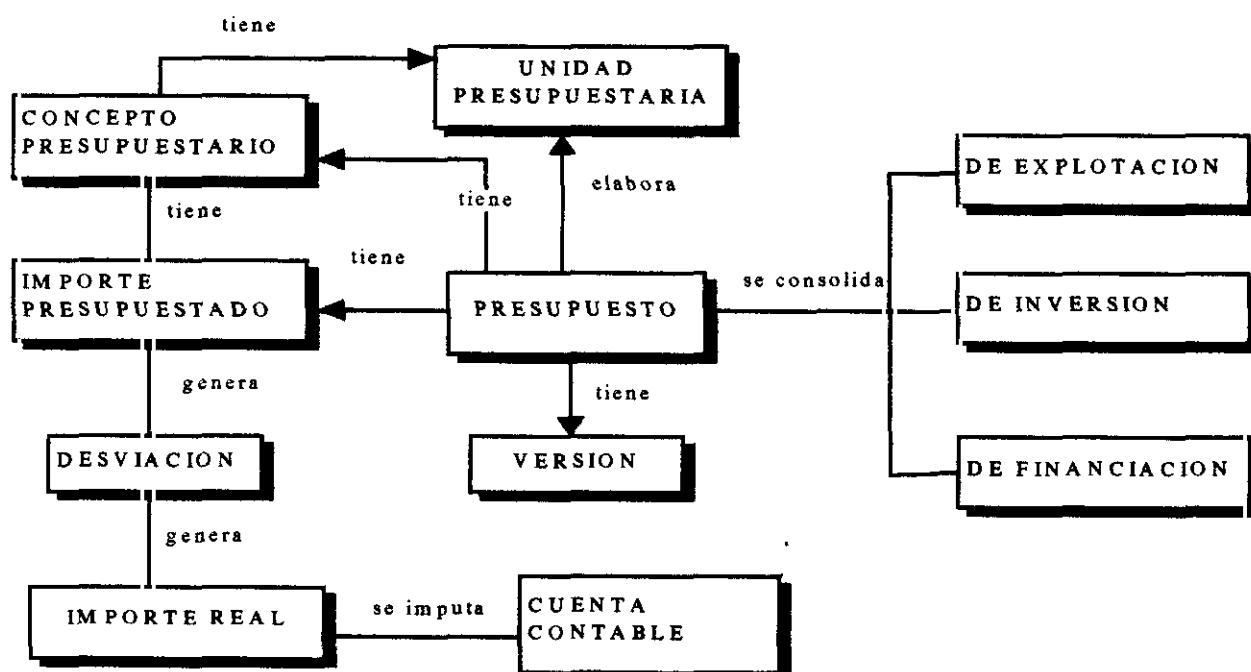 tiene
UNIDAD
PRESUPUESTARIA
CONCEPTO
PRESUPUESTARIO
elabora
DE EXPLOTACION
tiene
tiene
IMPORTE
PRESUPUESTADO
tiene
PRESUPUESTO
se consolida
DE INVERSION
genera
tiene
DESVIACION
VERSION
DE FINANCIACION
genera
IMPORTE REAL
se imputa
CUENTA
CONTABLE